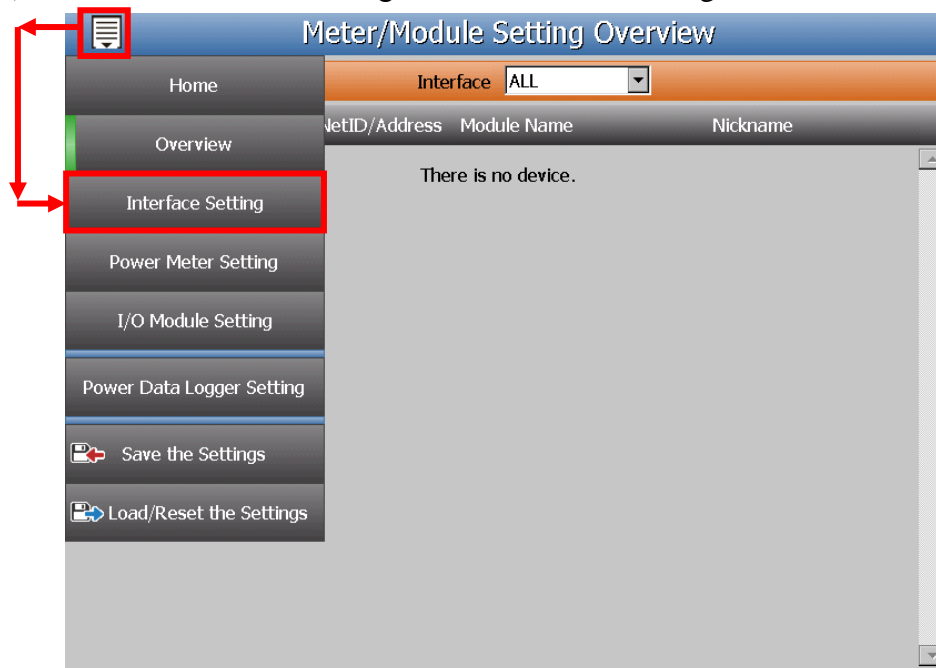 Meter/Module Setting Overview
Home
Interface ALL
NetID/Address Module Name Nickname
Overview
There is no device.
Interface Setting
Power Meter Setting
I/O Module Setting
Power Data Logger Setting
Save the Settings
Load/Reset the Settings